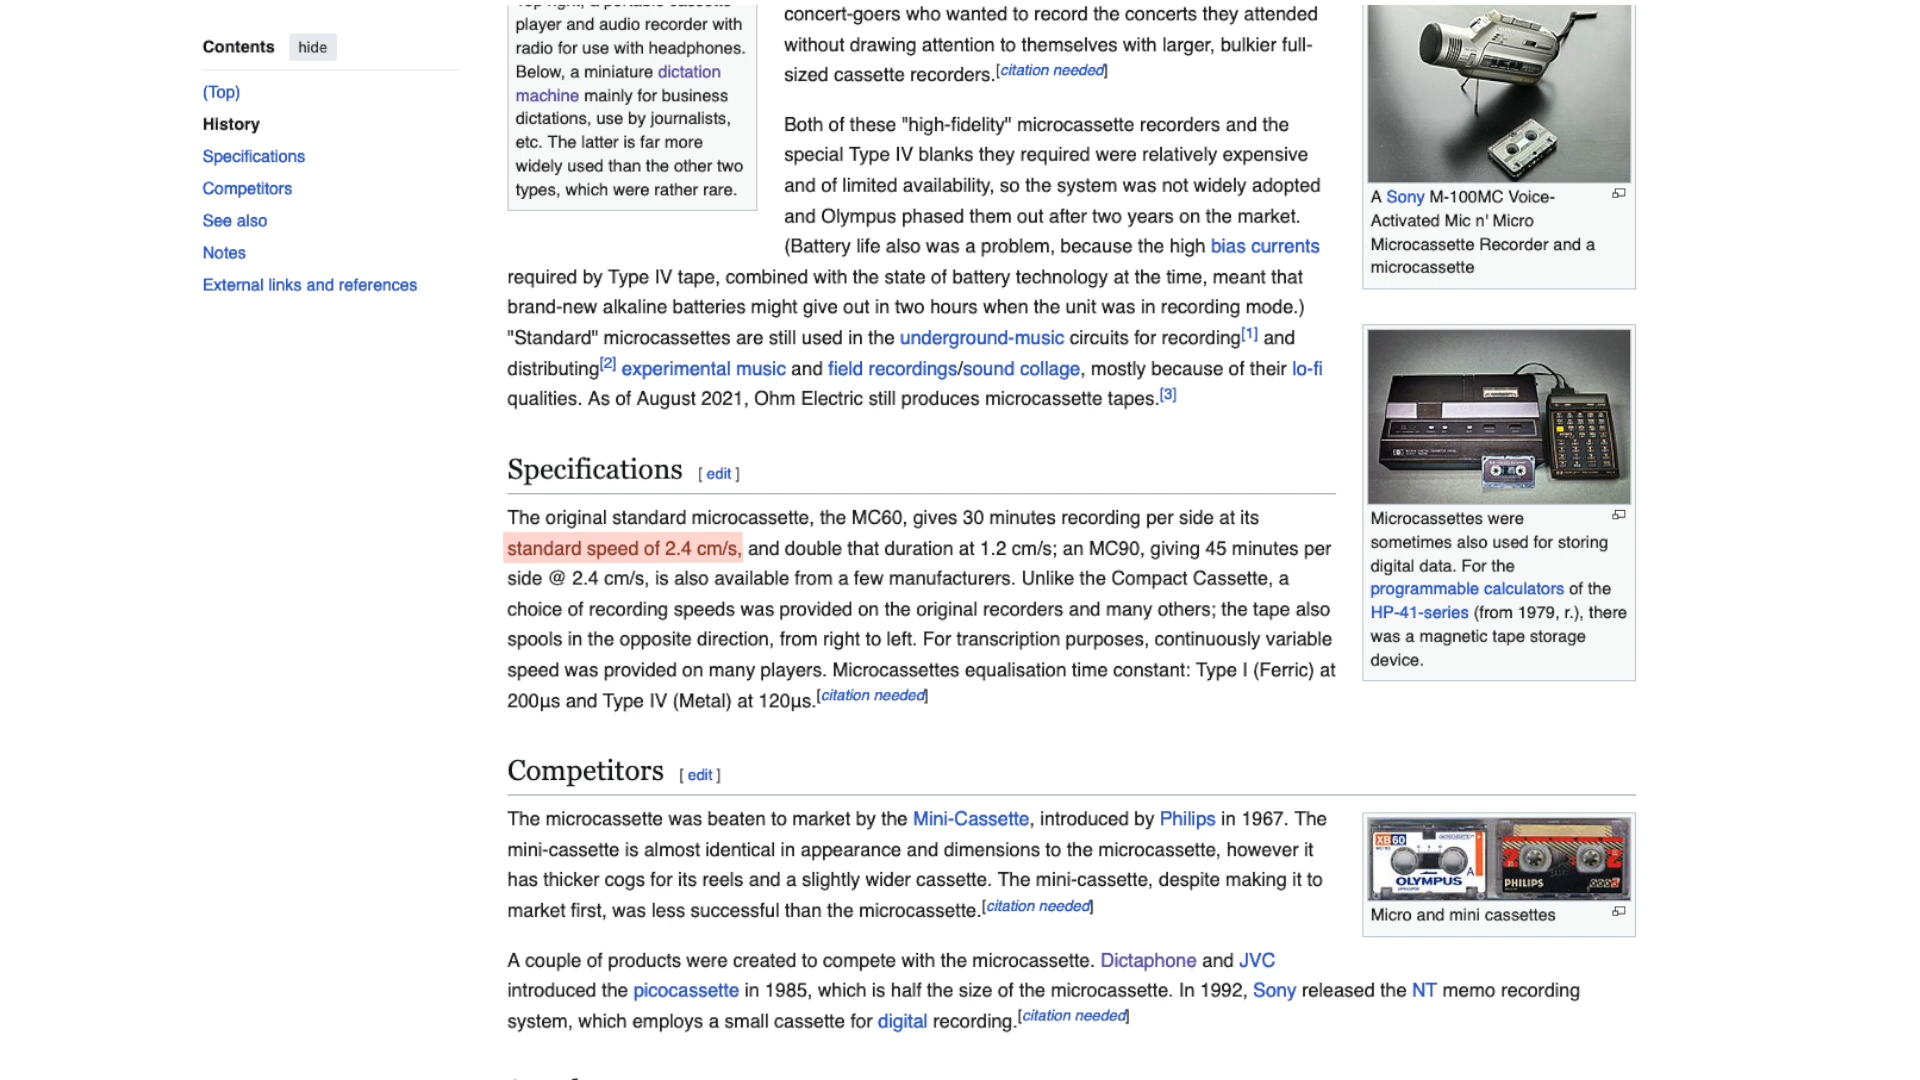 Contents hide
(Top)
History
Specifications
Competitors
See also
Notes
External links and references
player and audio recorder with
radio for use with headphones.
Below, a miniature dictation
machine mainly for business
dictations, use by journalists,
etc. The latter is far more
widely used than the other two
types, which were rather rare.
concert-goers who wanted to record the concerts they attended
without drawing attention to themselves with larger, bulkier full-
sized cassette recorders.[citation needed]
Both of these "high-fidelity" microcassette recorders and the
special Type IV blanks they required were relatively expensive
and of limited availability, so the system was not widely adopted
and Olympus phased them out after two years on the market.
(Battery life also was a problem, because the high bias currents
required by Type IV tape, combined with the state of battery technology at the time, meant that
brand-new alkaline batteries might give out in two hours when the unit was in recording mode.)
"Standard" microcassettes are still used in the underground-music circuits for recording[1] and
distributing[2] experimental music and field recordings/sound collage, mostly because of their lo-fi
qualities. As of August 2021, Ohm Electric still produces microcassette tapes.[3]
A Sony M-100MC Voice-
Activated Mic n' Micro
Microcassette Recorder and a
microcassette
Specifications [ edit ]
The original standard microcassette, the MC60, gives 30 minutes recording per side at its
standard speed of 2.4 cm/s, and double that duration at 1.2 cm/s; an MC90, giving 45 minutes per
side @ 2.4 cm/s, is also available from a few manufacturers. Unlike the Compact Cassette, a
choice of recording speeds was provided on the original recorders and many others; the tape also
spools in the opposite direction, from right to left. For transcription purposes, continuously variable
speed was provided on many players. Microcassettes equalisation time constant: Type I (Ferric) at
200μs and Type IV (Metal) at 120μs.[citation needed]
Microcassettes were
sometimes also used for storing
digital data. For the
programmable calculators of the
HP-41-series (from 1979, r.), there
was a magnetic tape storage
device.
Competitors [ edit ]
The microcassette was beaten to market by the Mini-Cassette, introduced by Philips in 1967. The
mini-cassette is almost identical in appearance and dimensions to the microcassette, however it
has thicker cogs for its reels and a slightly wider cassette. The mini-cassette, despite making it to
market first, was less successful than the microcassette.[citation needed]
XB60
OLYMPUS A
PHILIPS
Micro and mini cassettes
A couple of products were created to compete with the microcassette. Dictaphone and JVC
introduced the picocassette in 1985, which is half the size of the microcassette. In 1992, Sony released the NT memo recording
system, which employs a small cassette for digital recording.[citation needed]